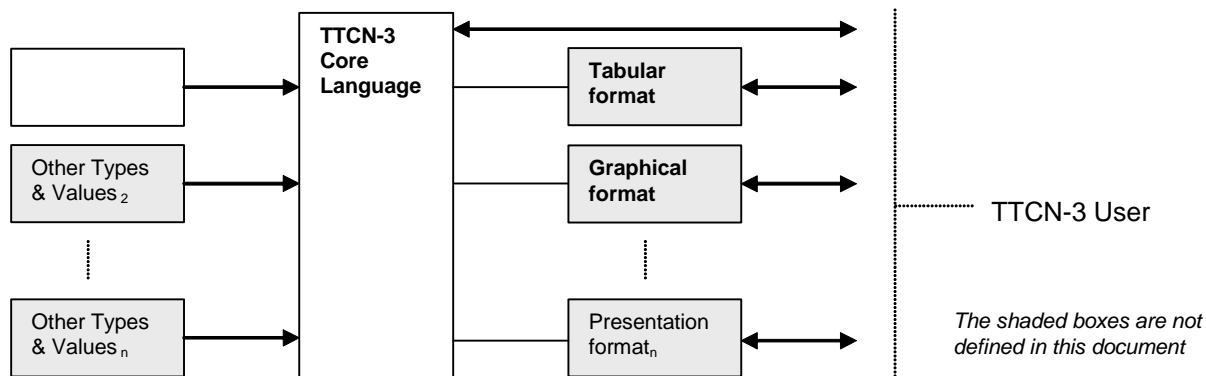 TTCN-3
Core
Language
Tabular
format
Other Types
& Values 2
Graphical
format
TTCN-3 User
Other Types
& Values n
Presentation
formatn
The shaded boxes are not
defined in this document